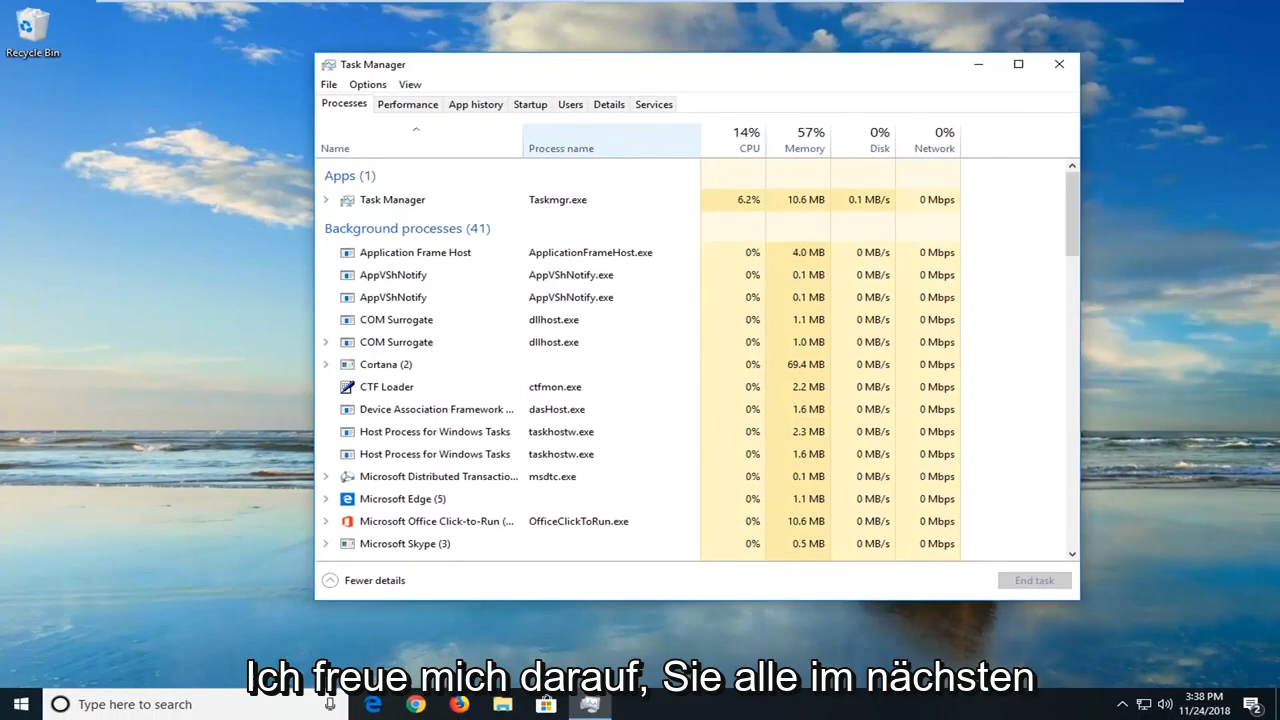 Recycle Bin
Task Manager
File Options View
Processes Performance App history Startup Users Details Services
14% 57% 0% 0%
Name Process name CPU Memory Disk Network
Apps (1)
Task Manager Taskmgr.exe 6.2% 10.6 MB 0.1 MB/s 0 Mbps
Background processes (41)
Application Frame Host ApplicationFrameHost.exe 0% 4.0 MB 0 MB/s 0 Mbps
AppVShNotify AppVShNotify.exe 0% 0.1 MB 0 MB/s 0 Mbps
AppVShNotify AppVShNotify.exe 0% 0.1 MB 0 MB/s 0 Mbps
COM Surrogate dllhost.exe 0% 1.1 MB 0 MB/s 0 Mbps
COM Surrogate dllhost.exe 0% 1.0 MB 0 MB/s 0 Mbps
Cortana (2) 0% 69.4 MB 0 MB/s 0 Mbps
CTF Loader ctfmon.exe 0% 2.2 MB 0 MB/s 0 Mbps
Device Association Framework ... dasHost.exe 0% 1.6 MB 0 MB/s 0 Mbps
Host Process for Windows Tasks taskhostw.exe 0% 2.3 MB 0 MB/s 0 Mbps
Host Process for Windows Tasks taskhostw.exe 0% 1.6 MB 0 MB/s 0 Mbps
Microsoft Distributed Transactio... msdtc.exe 0% 0.1 MB 0 MB/s 0 Mbps
Microsoft Edge (5) 0% 1.1 MB 0 MB/s 0 Mbps
Microsoft Office Click-to-Run (... OfficeClickToRun.exe 0% 10.6 MB 0 MB/s 0 Mbps
Microsoft Skype (3) 0% 0.5 MB 0 MB/s 0 Mbps
Fewer details End task
Ich freue mich darauf, Sie alle im nächsten
Type here to search
3:38 PM
11/24/2018
2